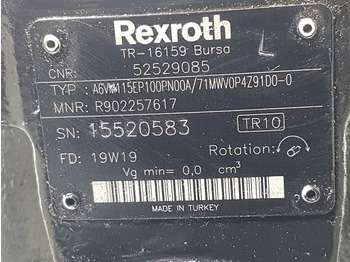 Rexroth
TR-16159 Bursa
CNR: 52529085
TYP: A6VM115EP100PN00A/71MWV0P4Z91D0-0
MNR: R902257617
SN: 15520583 TR10
FD: 19W19 Rotation:
Vg min= 0,0 cm³
MADE IN TURKEY